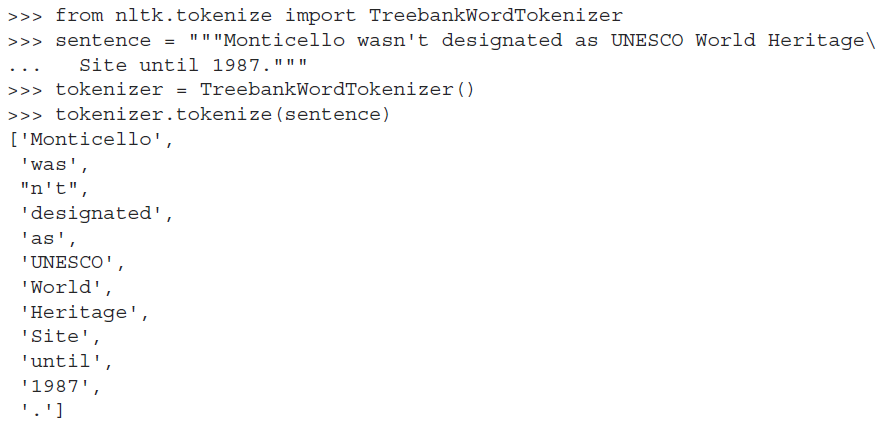 >>> from nltk.tokenize import TreebankWordTokenizer
>>> sentence = """Monticello wasn't designated as UNESCO World Heritage\
...   Site until 1987."""
>>> tokenizer = TreebankWordTokenizer()
>>> tokenizer.tokenize(sentence)
['Monticello',
 'was',
 "n't",
 'designated',
 'as',
 'UNESCO',
 'World',
 'Heritage',
 'Site',
 'until',
 '1987',
 '.']